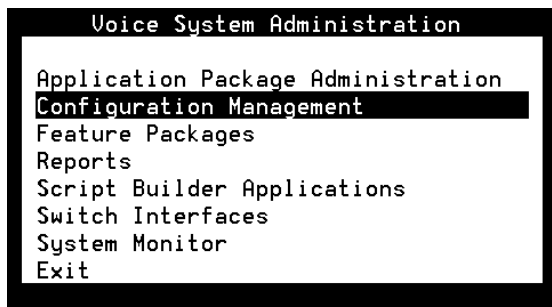 Voice System Administration
Application Package Administration
Configuration Management
Feature Packages
Reports
Script Builder Applications
Switch Interfaces
System Monitor
Exit